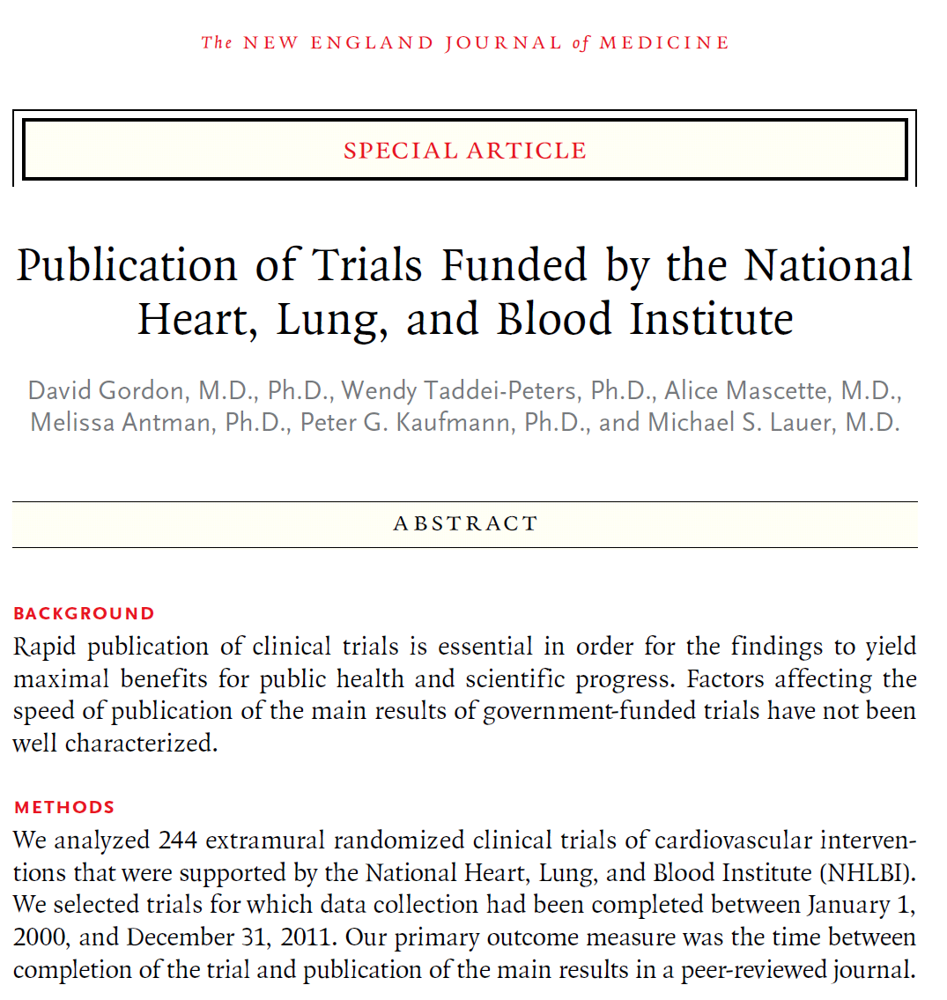 The NEW ENGLAND JOURNAL of MEDICINE
SPECIAL ARTICLE
Publication of Trials Funded by the National
Heart, Lung, and Blood Institute
David Gordon, M.D., Ph.D., Wendy Taddei-Peters, Ph.D., Alice Mascette, M.D.,
Melissa Antman, Ph.D., Peter G. Kaufmann, Ph.D., and Michael S. Lauer, M.D.
ABSTRACT
BACKGROUND
Rapid publication of clinical trials is essential in order for the findings to yield
maximal benefits for public health and scientific progress. Factors affecting the
speed of publication of the main results of government-funded trials have not been
well characterized.
METHODS
We analyzed 244 extramural randomized clinical trials of cardiovascular interven-
tions that were supported by the National Heart, Lung, and Blood Institute (NHLBI).
We selected trials for which data collection had been completed between January 1,
2000, and December 31, 2011. Our primary outcome measure was the time between
completion of the trial and publication of the main results in a peer-reviewed journal.